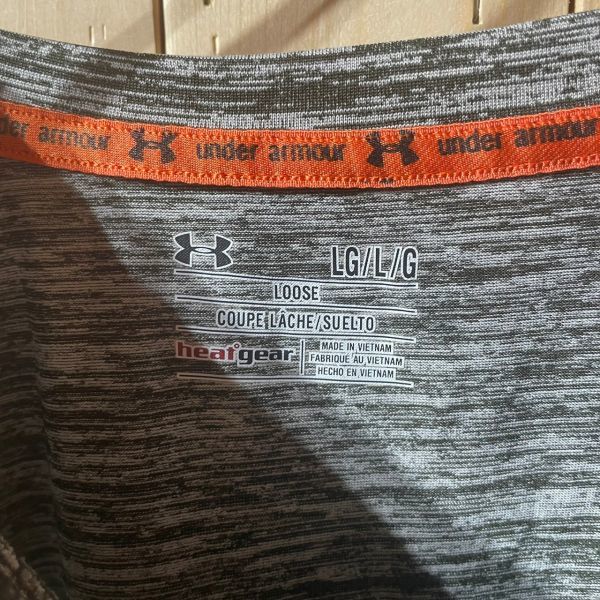 under armour under armour under armour
LG/L/G
LOOSE
COUPE LÂCHE/SUELTO
heatgear
MADE IN VIETNAM
FABRIQUÉ AU VIETNAM
HECHO EN VIETNAM